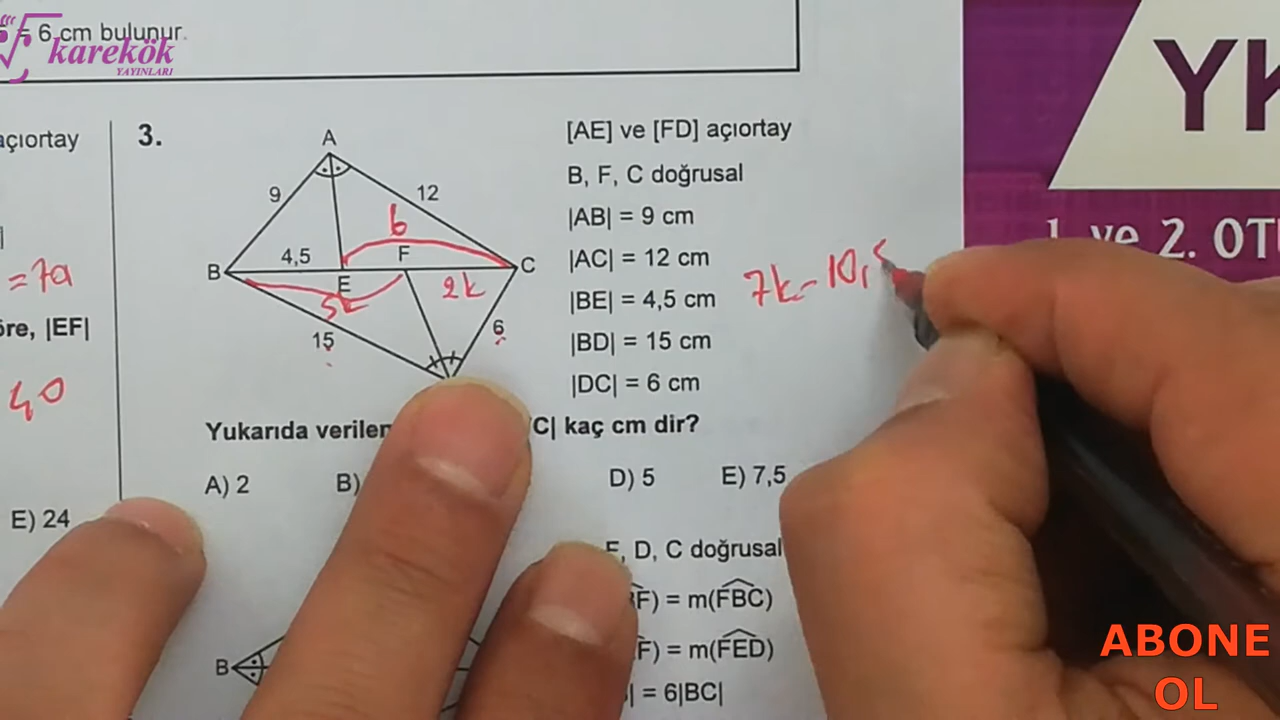 = 6 cm bulunur.
karekök
YAYINLARI
açıortay
= 7a
öre, |EF|
40
E) 24
3.
A
9
12
6
B
4,5
E
F
C
5k
2k
15
6
[AE] ve [FD] açıortay
B, F, C doğrusal
|AB| = 9 cm
|AC| = 12 cm
|BE| = 4,5 cm
|BD| = 15 cm
|DC| = 6 cm
7k = 10,5
Yukarıda verilen
C| kaç cm dir?
A) 2
B)
D) 5
E) 7,5
E, D, C doğrusal
F) = m(FBC)
F) = m(FED)
| = 6|BC|
B
YK
1. ve 2. OT
ABONE
OL